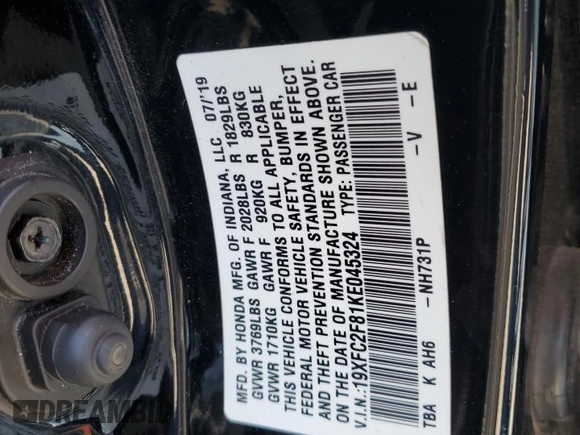 MFD. BY HONDA MFG. OF INDIANA, LLC 07/'19
GVWR 3769LBS GAWR F 2028LBS R 1829LBS
GVWR 1710KG GAWR F 920KG R 830KG
THIS VEHICLE CONFORMS TO ALL APPLICABLE
FEDERAL MOTOR VEHICLE SAFETY, BUMPER,
AND THEFT PREVENTION STANDARDS IN EFFECT
ON THE DATE OF MANUFACTURE SHOWN ABOVE.
V.I.N.:19XFC2F81KE045324 TYPE: PASSENGER CAR
TBA K AH6 -NH731P -V -E
DREAMBID